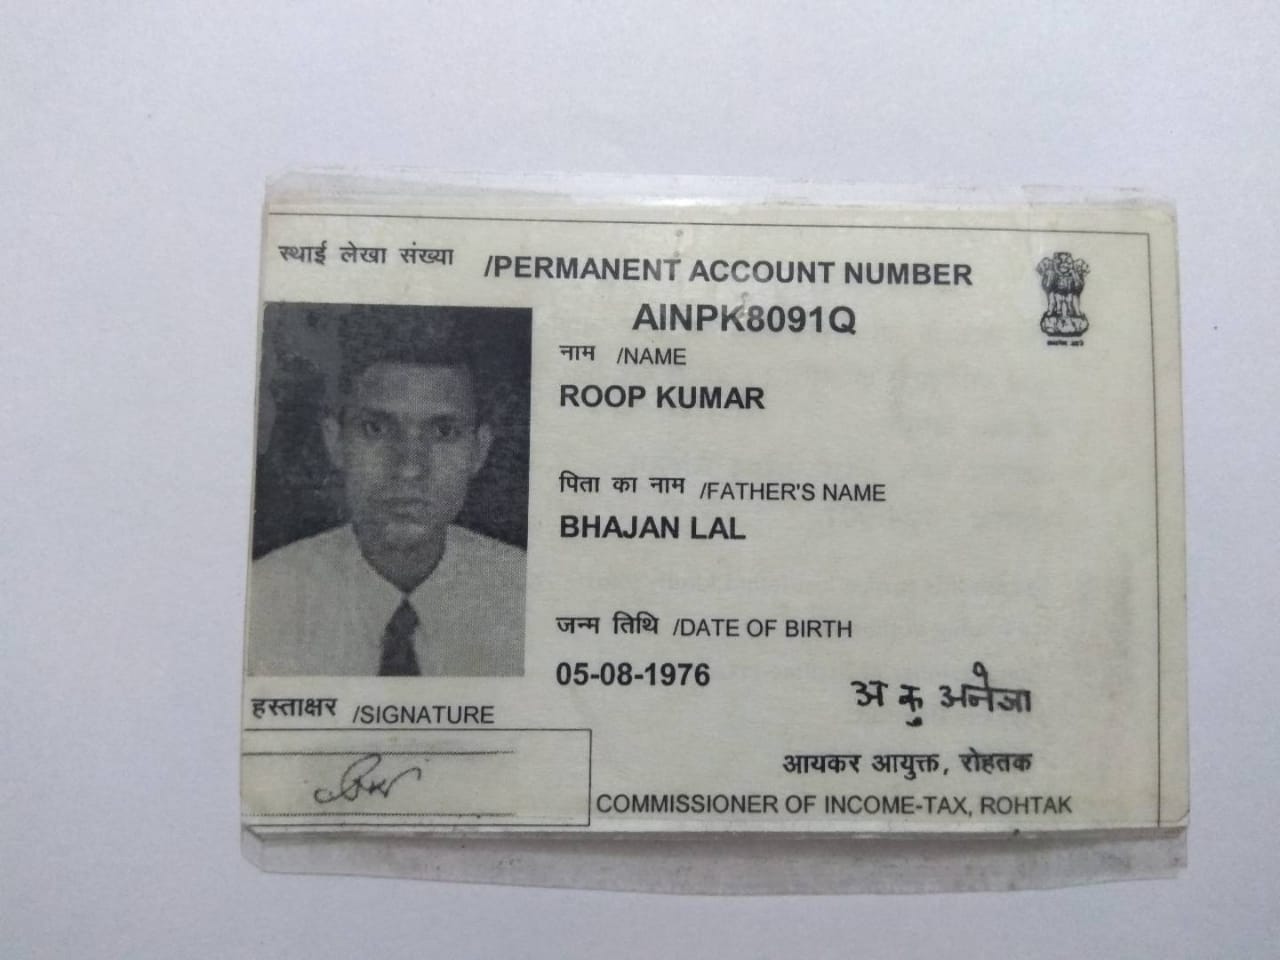 स्थाई लेखा संख्या /PERMANENT ACCOUNT NUMBER
AINPK8091Q
नाम /NAME
ROOP KUMAR
पिता का नाम /FATHER'S NAME
BHAJAN LAL
जन्म तिथि /DATE OF BIRTH
05-08-1976
हस्ताक्षर /SIGNATURE
अ कु अनेजा
आयकर आयुक्त, रोहतक
COMMISSIONER OF INCOME-TAX, ROHTAK